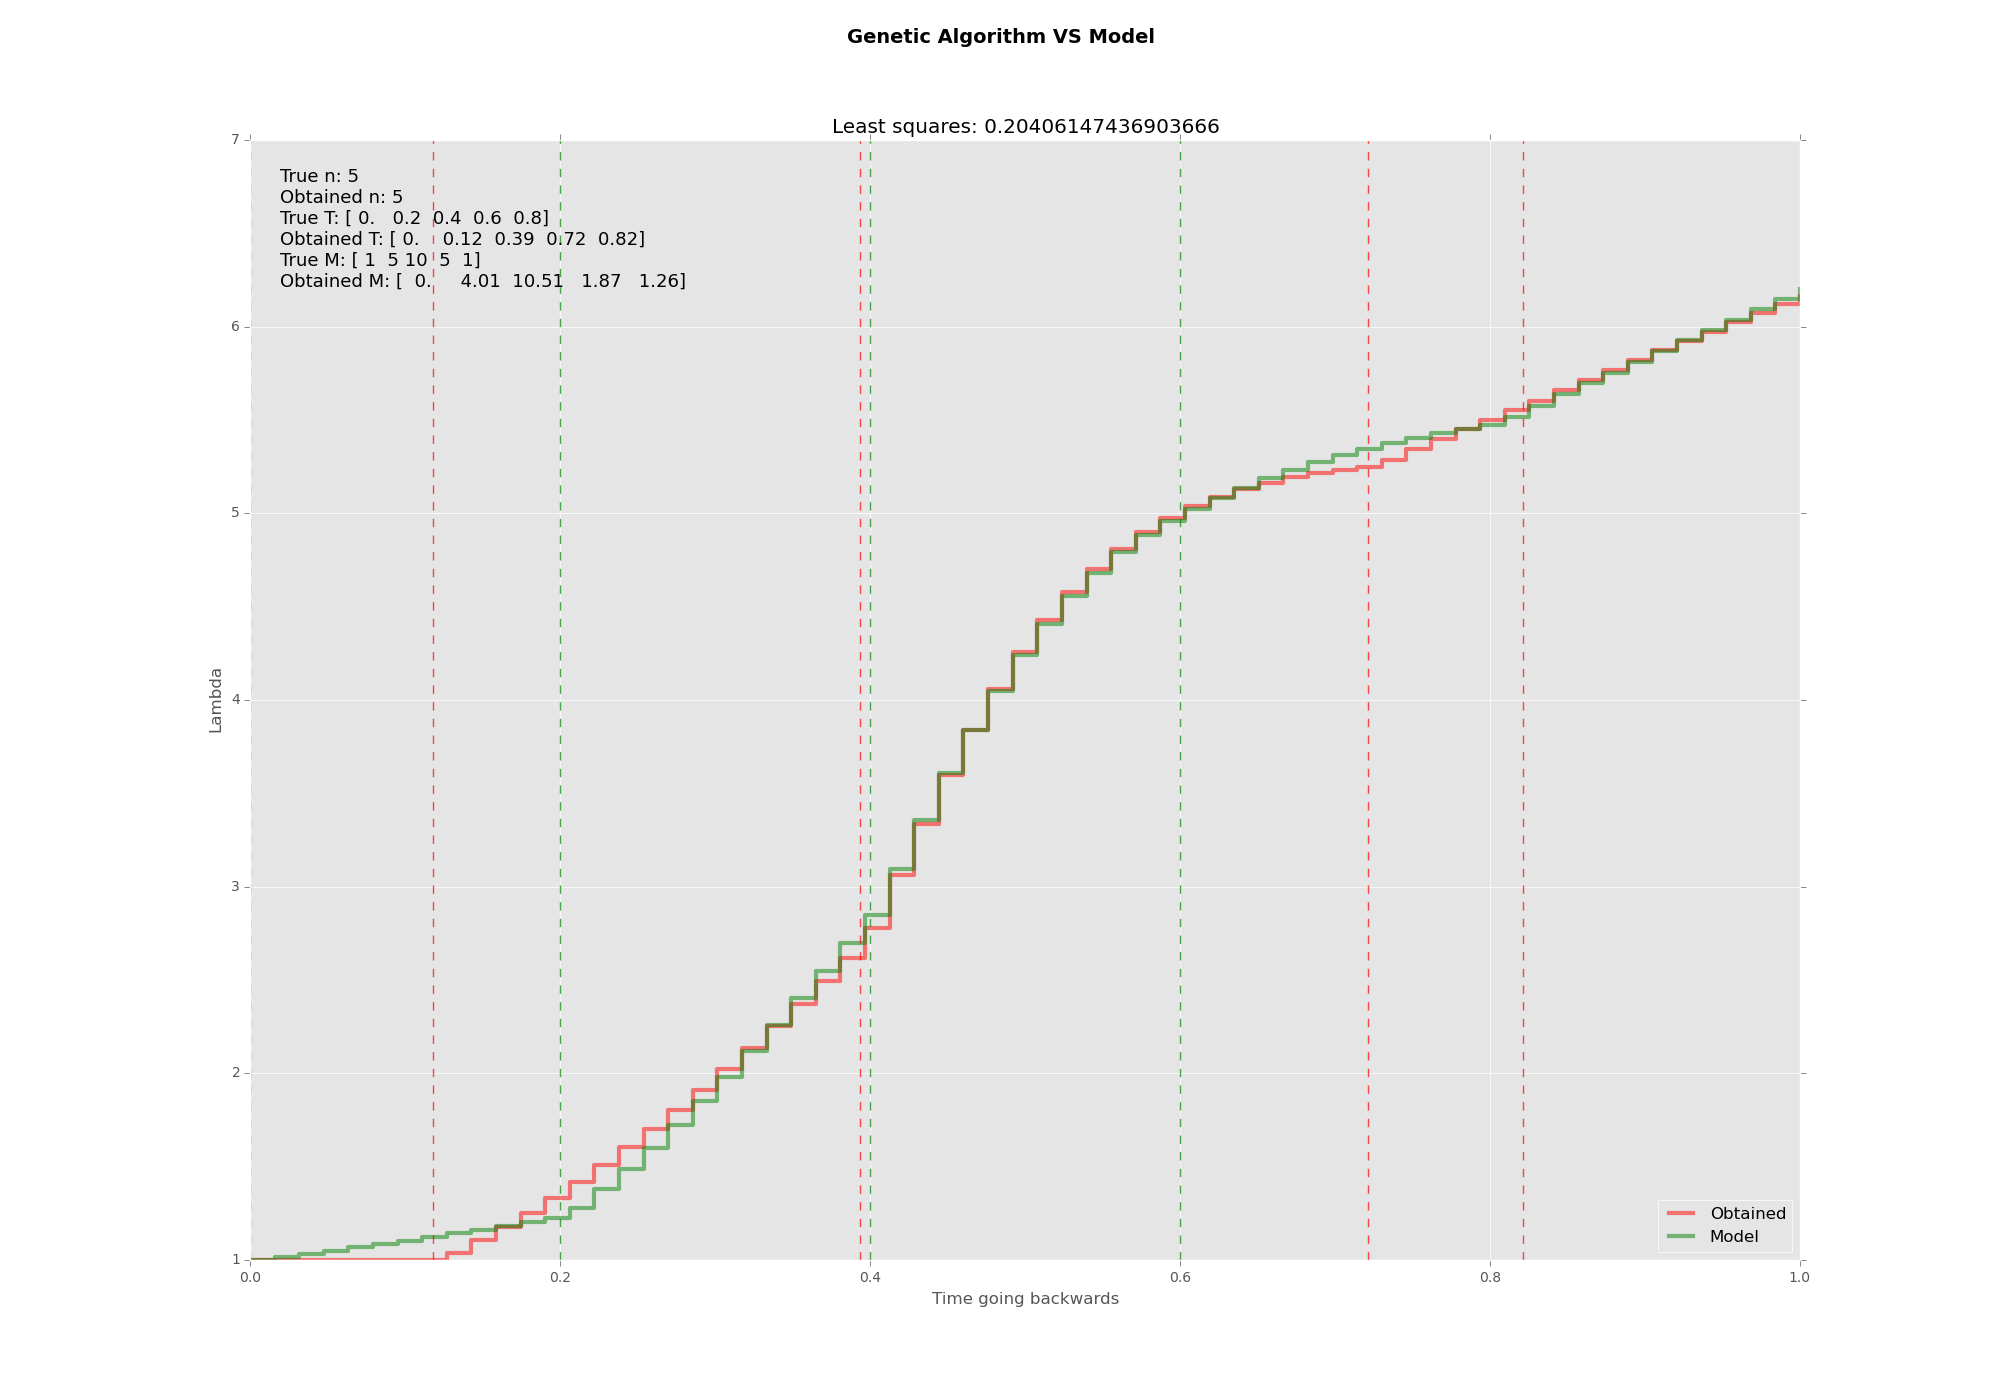 Genetic Algorithm VS Model
Least squares: 0.20406147436903666
True n: 5
Obtained n: 5
True T: [ 0.   0.2  0.4  0.6  0.8]
Obtained T: [ 0.    0.12  0.39  0.72  0.82]
True M: [ 1  5 10  5  1]
Obtained M: [  0.     4.01  10.51   1.87   1.26]
7
6
5
4
3
2
1
Lambda
0.0 0.2 0.4 0.6 0.8 1.0
Time going backwards
Obtained
Model